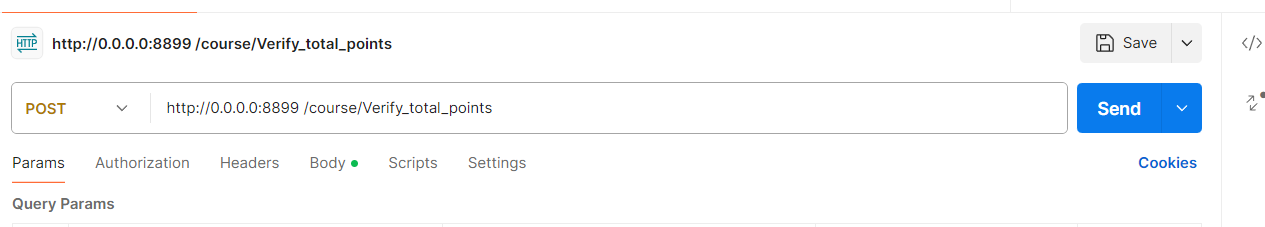 HTTP http://0.0.0.0:8899 /course/Verify_total_points Save </>
POST http://0.0.0.0:8899 /course/Verify_total_points Send
Params Authorization Headers Body Scripts Settings Cookies
Query Params